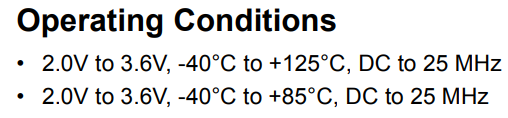 Operating Conditions
• 2.0V to 3.6V, -40°C to +125°C, DC to 25 MHz
• 2.0V to 3.6V, -40°C to +85°C, DC to 25 MHz